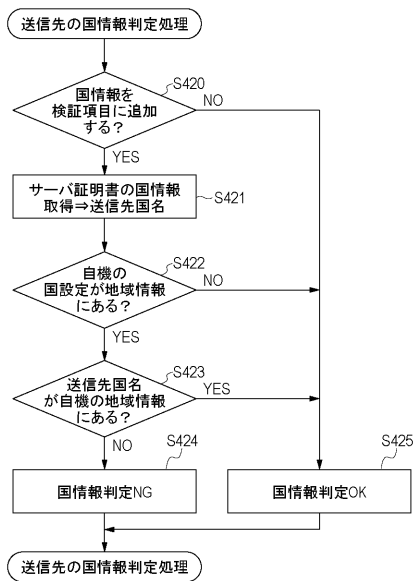 送信先の国情報判定処理
S420
国情報を
検証項目に追加
する？
NO
YES
サーバ証明書の国情報
取得⇒送信先国名
S421
S422
自機の
国設定が地域情報
にある？
NO
YES
S423
送信先国名
が自機の地域情報
にある？
YES
NO
S424
国情報判定NG
S425
国情報判定OK
送信先の国情報判定処理